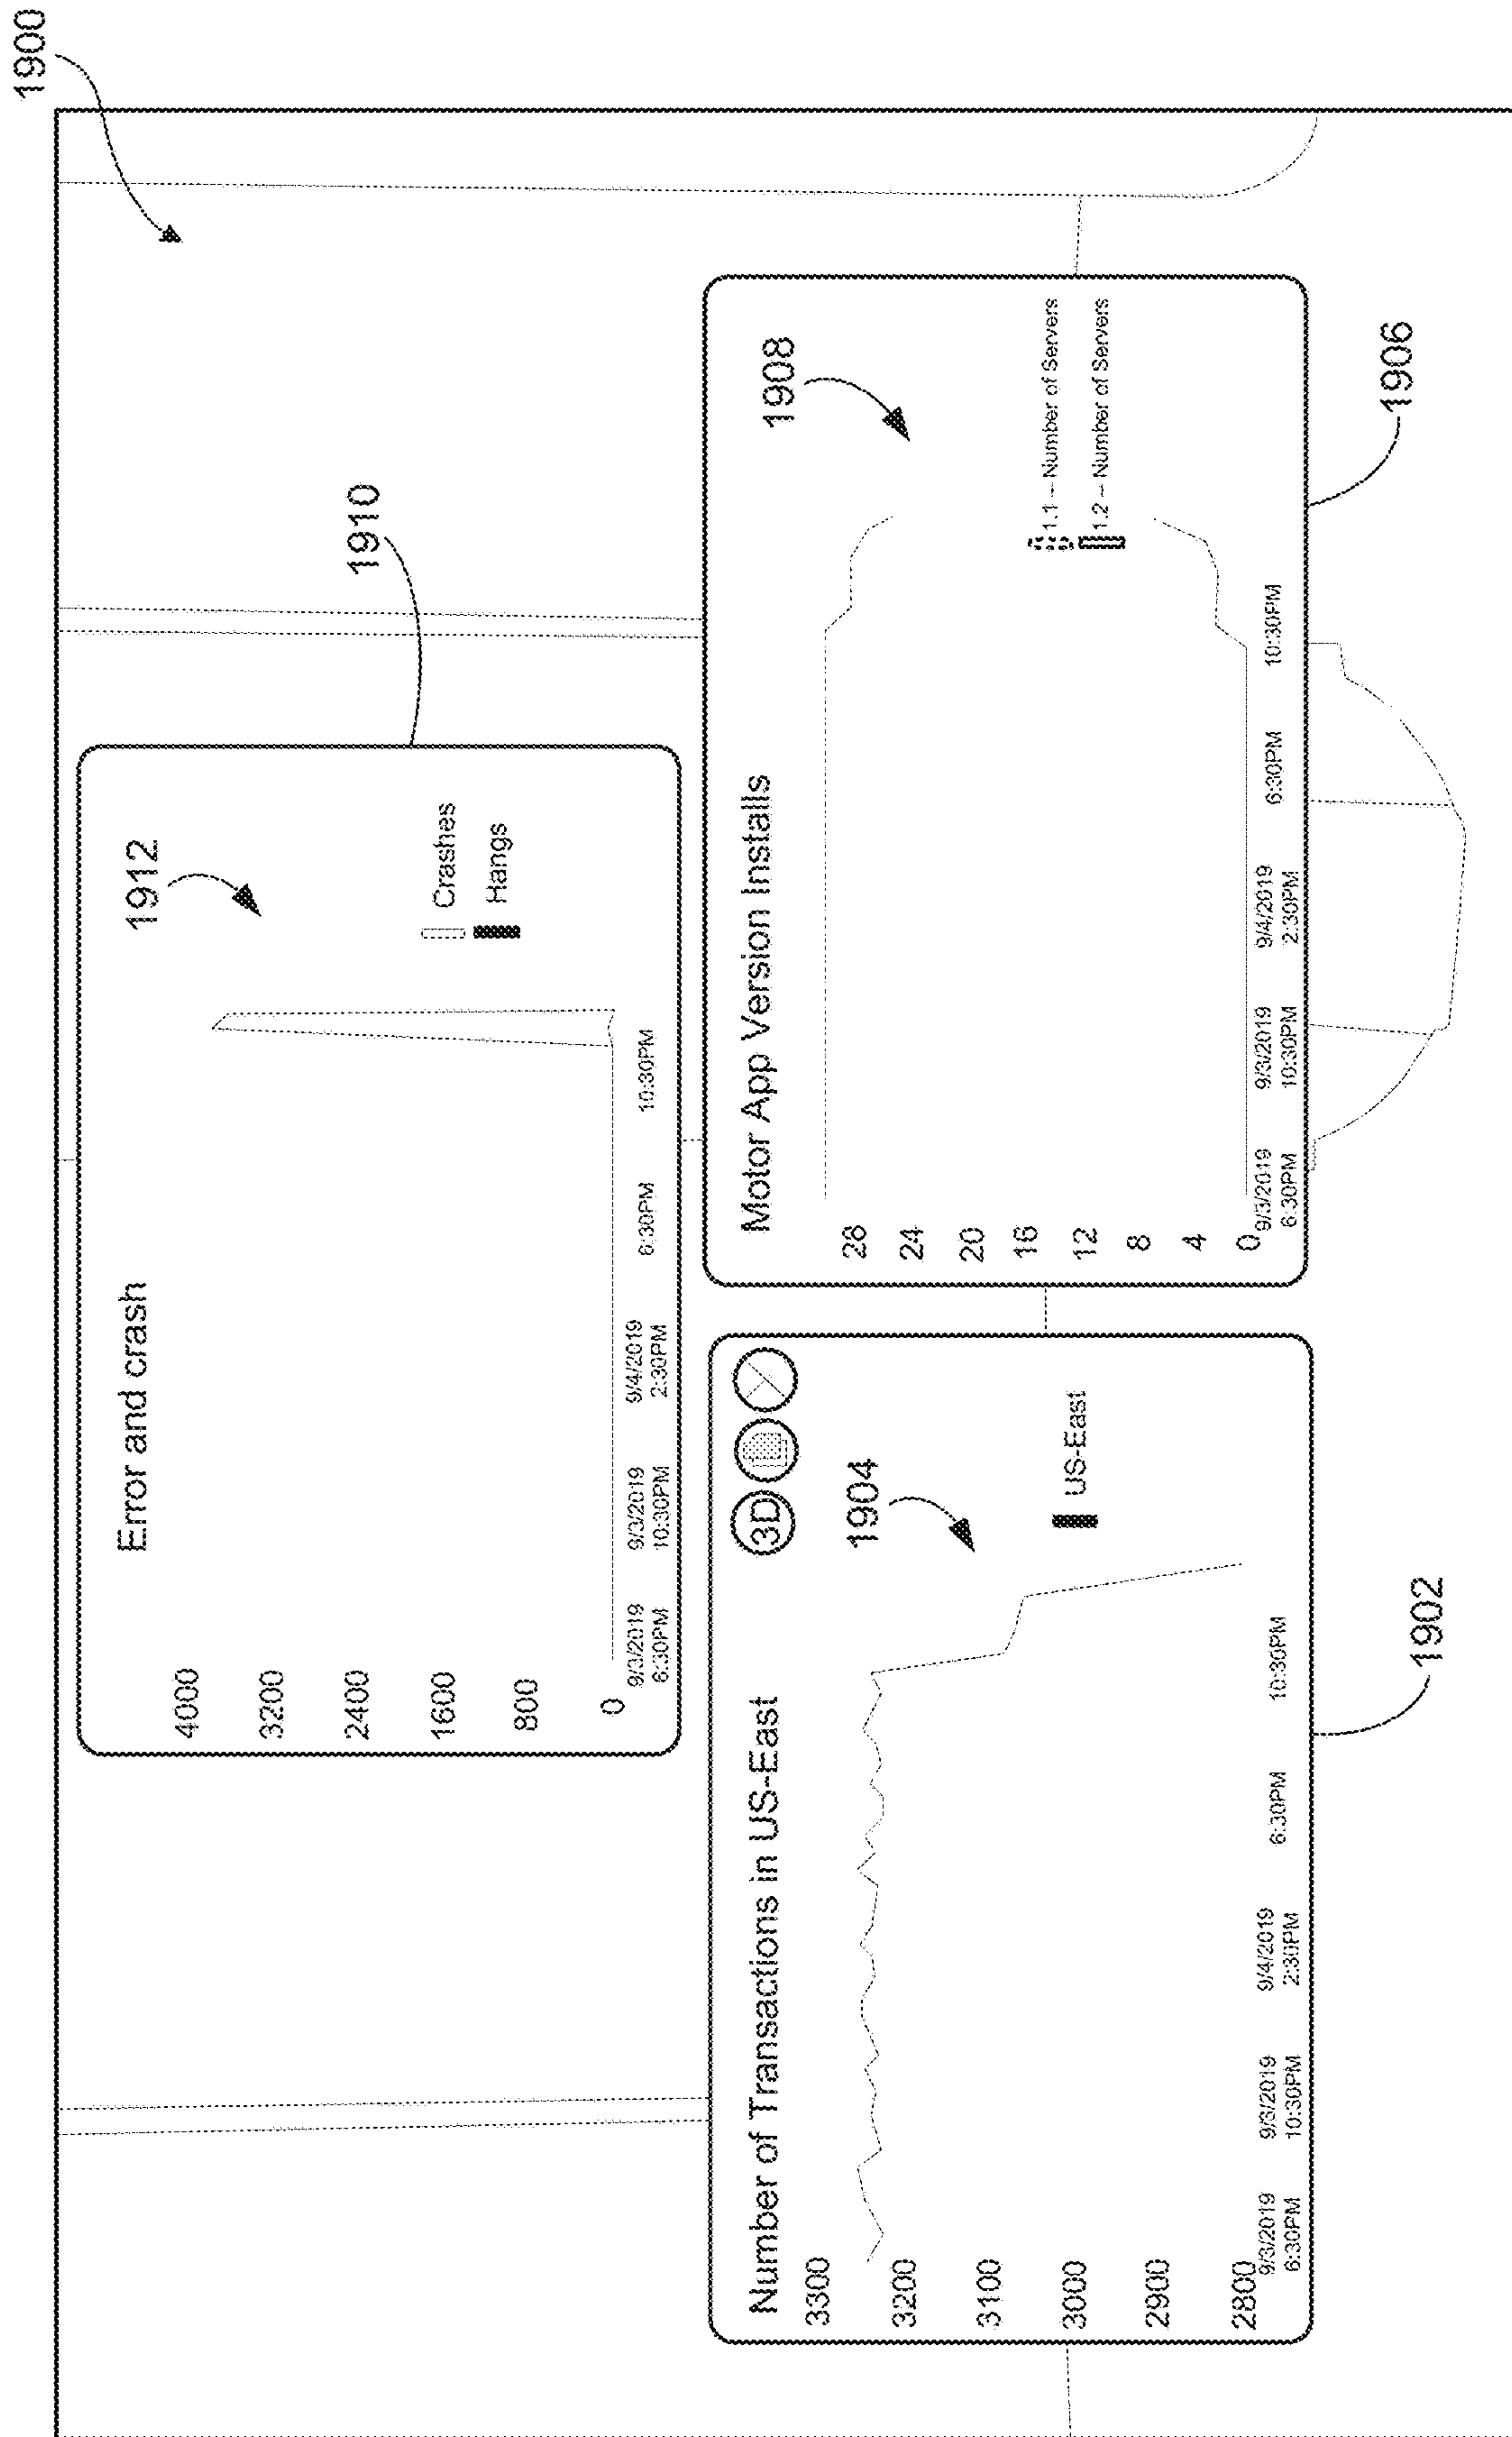 1900
1910
1912
Error and crash
4000
3200
2400
1600
800
0
Crashes
Hangs
9/3/2019
6:30PM
9/3/2019
10:30PM
9/4/2019
2:30PM
6:30PM
10:30PM
Number of Transactions in US-East
3D
1904
3300
3200
3100
3000
2900
2800
US-East
9/3/2019
6:30PM
9/3/2019
10:30PM
9/4/2019
2:30PM
6:30PM
10:30PM
1902
Motor App Version Installs
1908
28
24
20
16
12
8
4
0
1.1 – Number of Servers
1.2 – Number of Servers
9/3/2019
6:30PM
9/3/2019
10:30PM
9/4/2019
2:30PM
6:30PM
10:30PM
1906